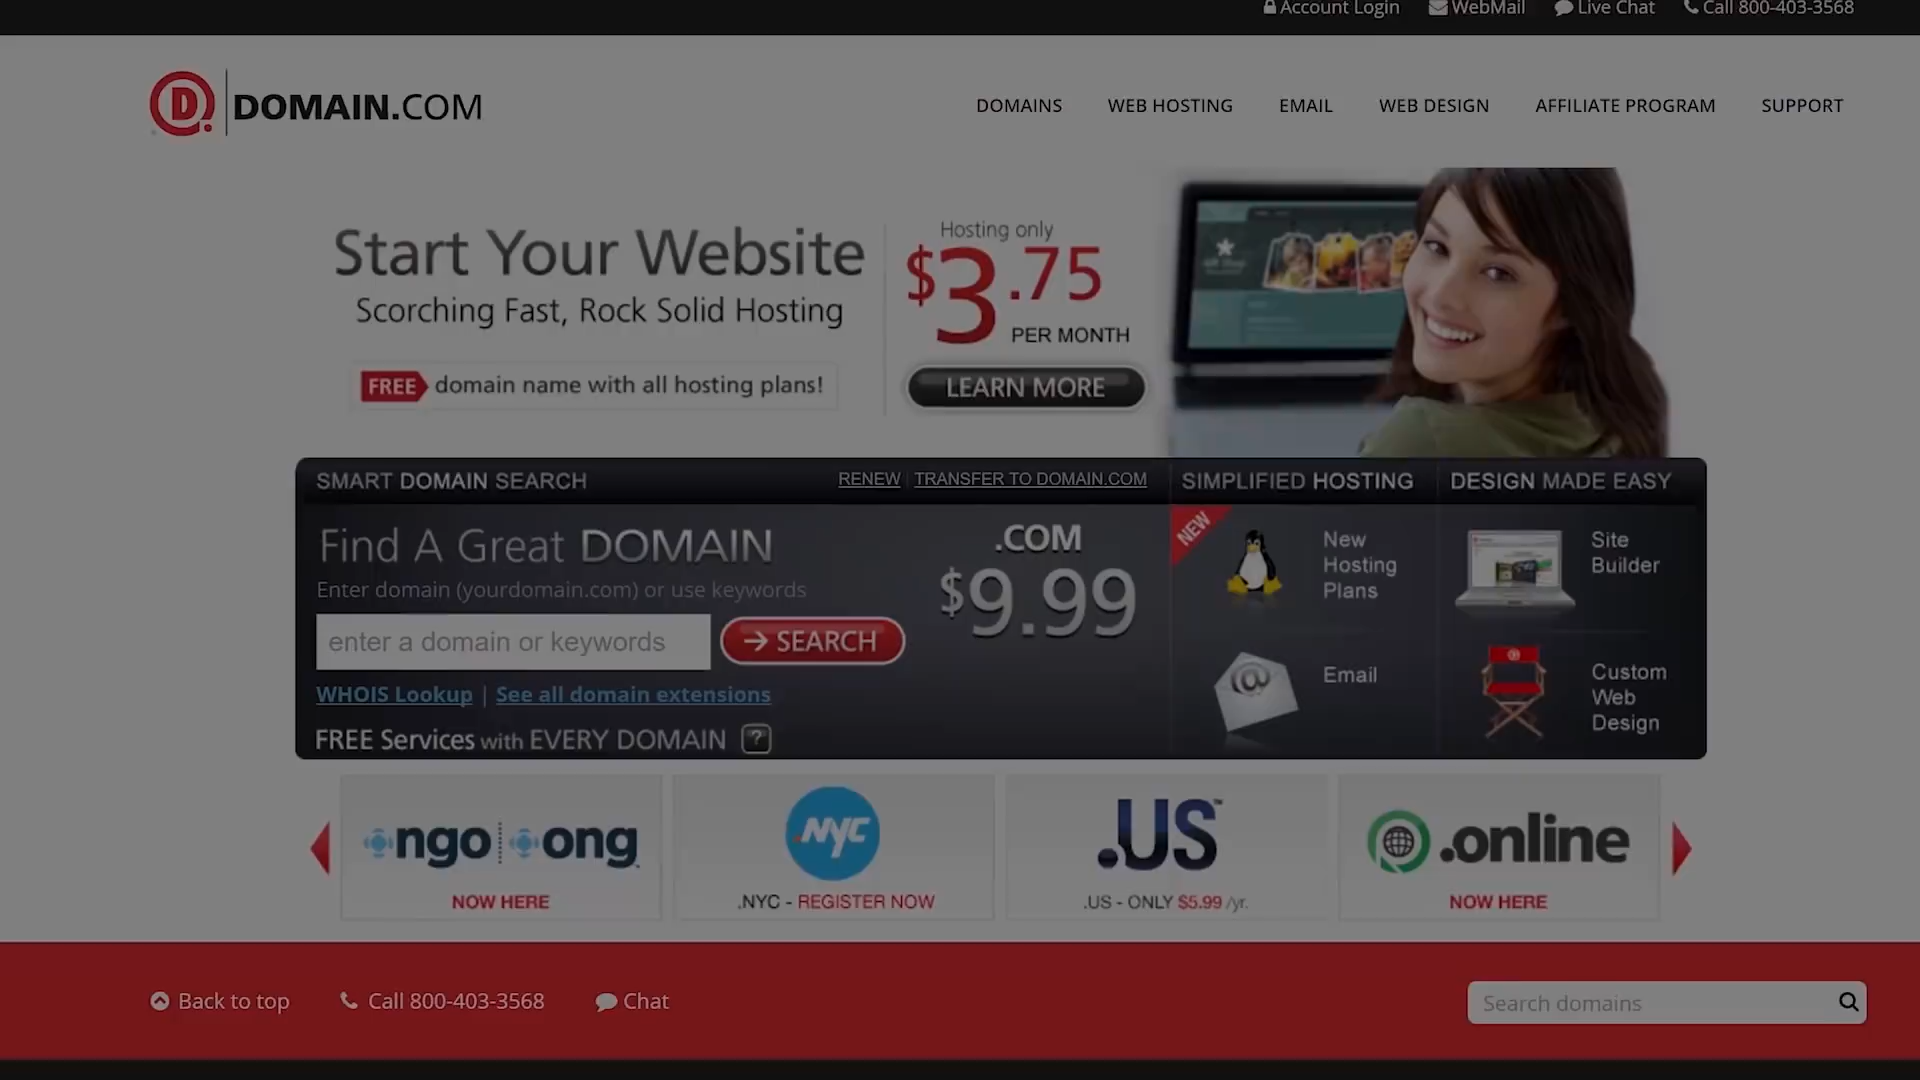 Account Login WebMail Live Chat Call 800-403-3568
D DOMAIN.COM
DOMAINS WEB HOSTING EMAIL WEB DESIGN AFFILIATE PROGRAM SUPPORT
Start Your Website
Scorching Fast, Rock Solid Hosting
FREE domain name with all hosting plans!
Hosting only
$3.75
PER MONTH
LEARN MORE
SMART DOMAIN SEARCH RENEW TRANSFER TO DOMAIN.COM
Find A Great DOMAIN
Enter domain (yourdomain.com) or use keywords
enter a domain or keywords
→ SEARCH
WHOIS Lookup | See all domain extensions
FREE Services with EVERY DOMAIN ?
.COM
$9.99
SIMPLIFIED HOSTING
NEW
New
Hosting
Plans
@
Email
DESIGN MADE EASY
Site
Builder
Custom
Web
Design
ngo ong
NOW HERE
.NYC
.NYC - REGISTER NOW
.US™
.US - ONLY $5.99 /yr.
.online
NOW HERE
Back to top Call 800-403-3568 Chat
Search domains